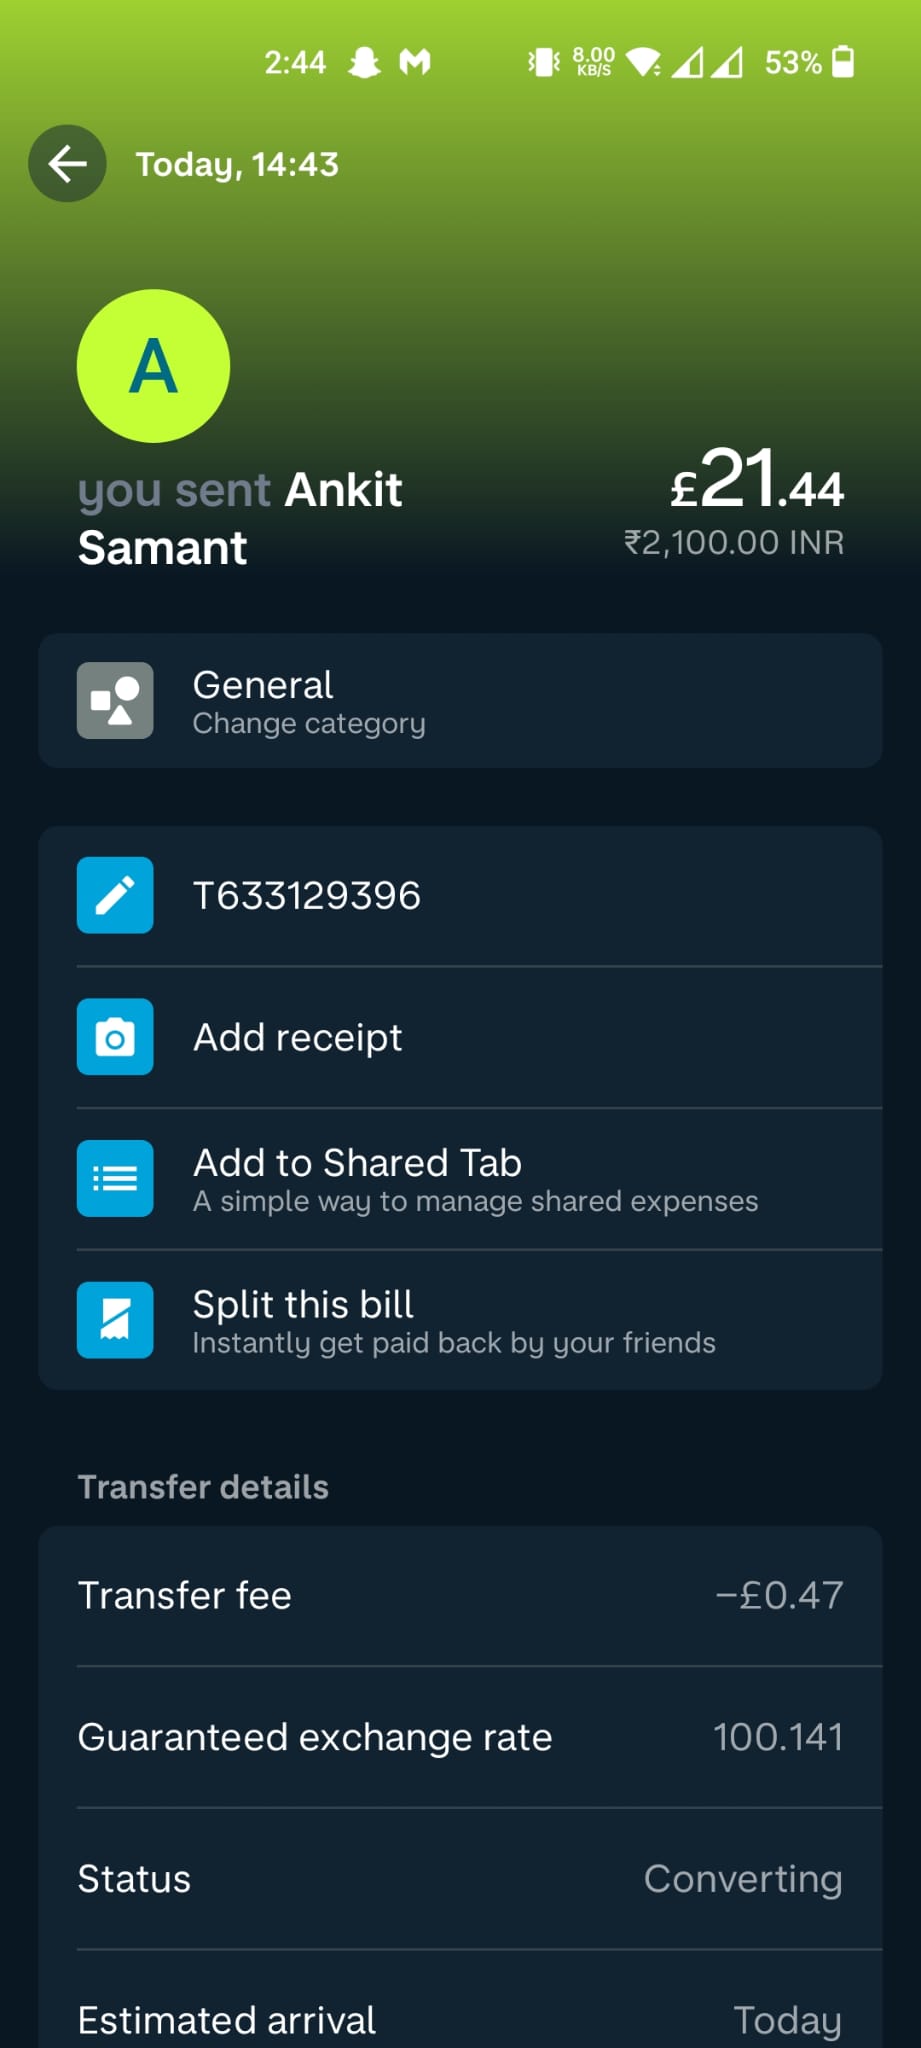 2:44
8.00
KB/S
53%
Today, 14:43
A
you sent Ankit
Samant
£21.44
₹2,100.00 INR
General
Change category
T633129396
Add receipt
Add to Shared Tab
A simple way to manage shared expenses
Split this bill
Instantly get paid back by your friends
Transfer details
Transfer fee
−£0.47
Guaranteed exchange rate
100.141
Status
Converting
Estimated arrival
Today